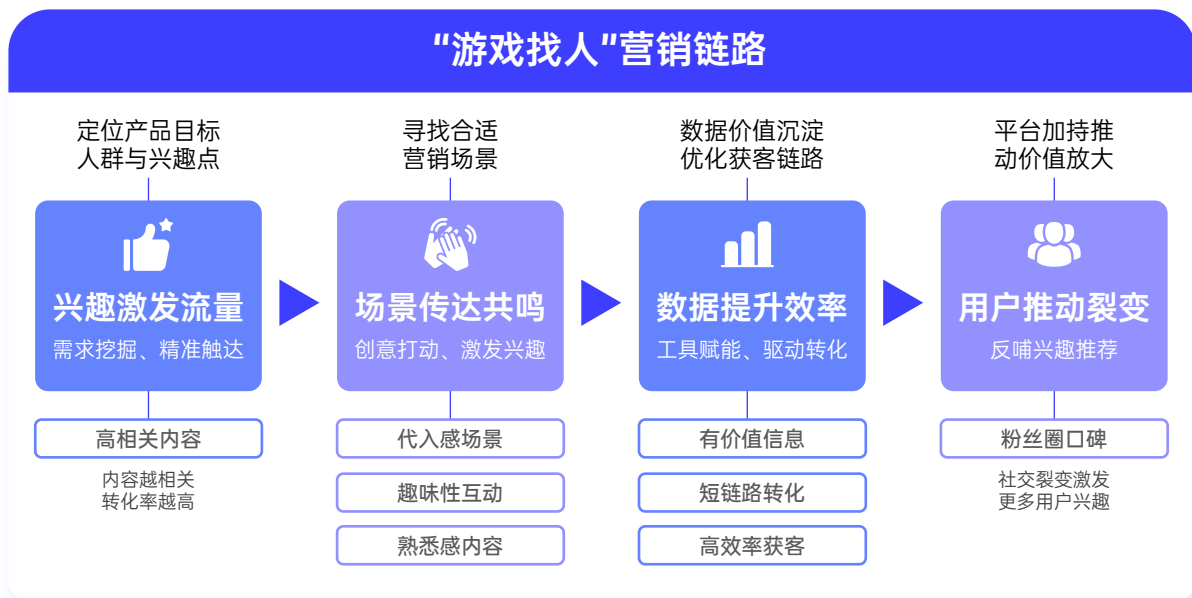 “游戏找人”营销链路
定位产品目标
人群与兴趣点
兴趣激发流量
需求挖掘、精准触达
高相关内容
内容越相关
转化率越高
寻找合适
营销场景
场景传达共鸣
创意打动、激发兴趣
代入感场景
趣味性互动
熟悉感内容
数据价值沉淀
优化获客链路
数据提升效率
工具赋能、驱动转化
有价值信息
短链路转化
高效率获客
平台加持推
动价值放大
用户推动裂变
反哺兴趣推荐
粉丝圈口碑
社交裂变激发
更多用户兴趣